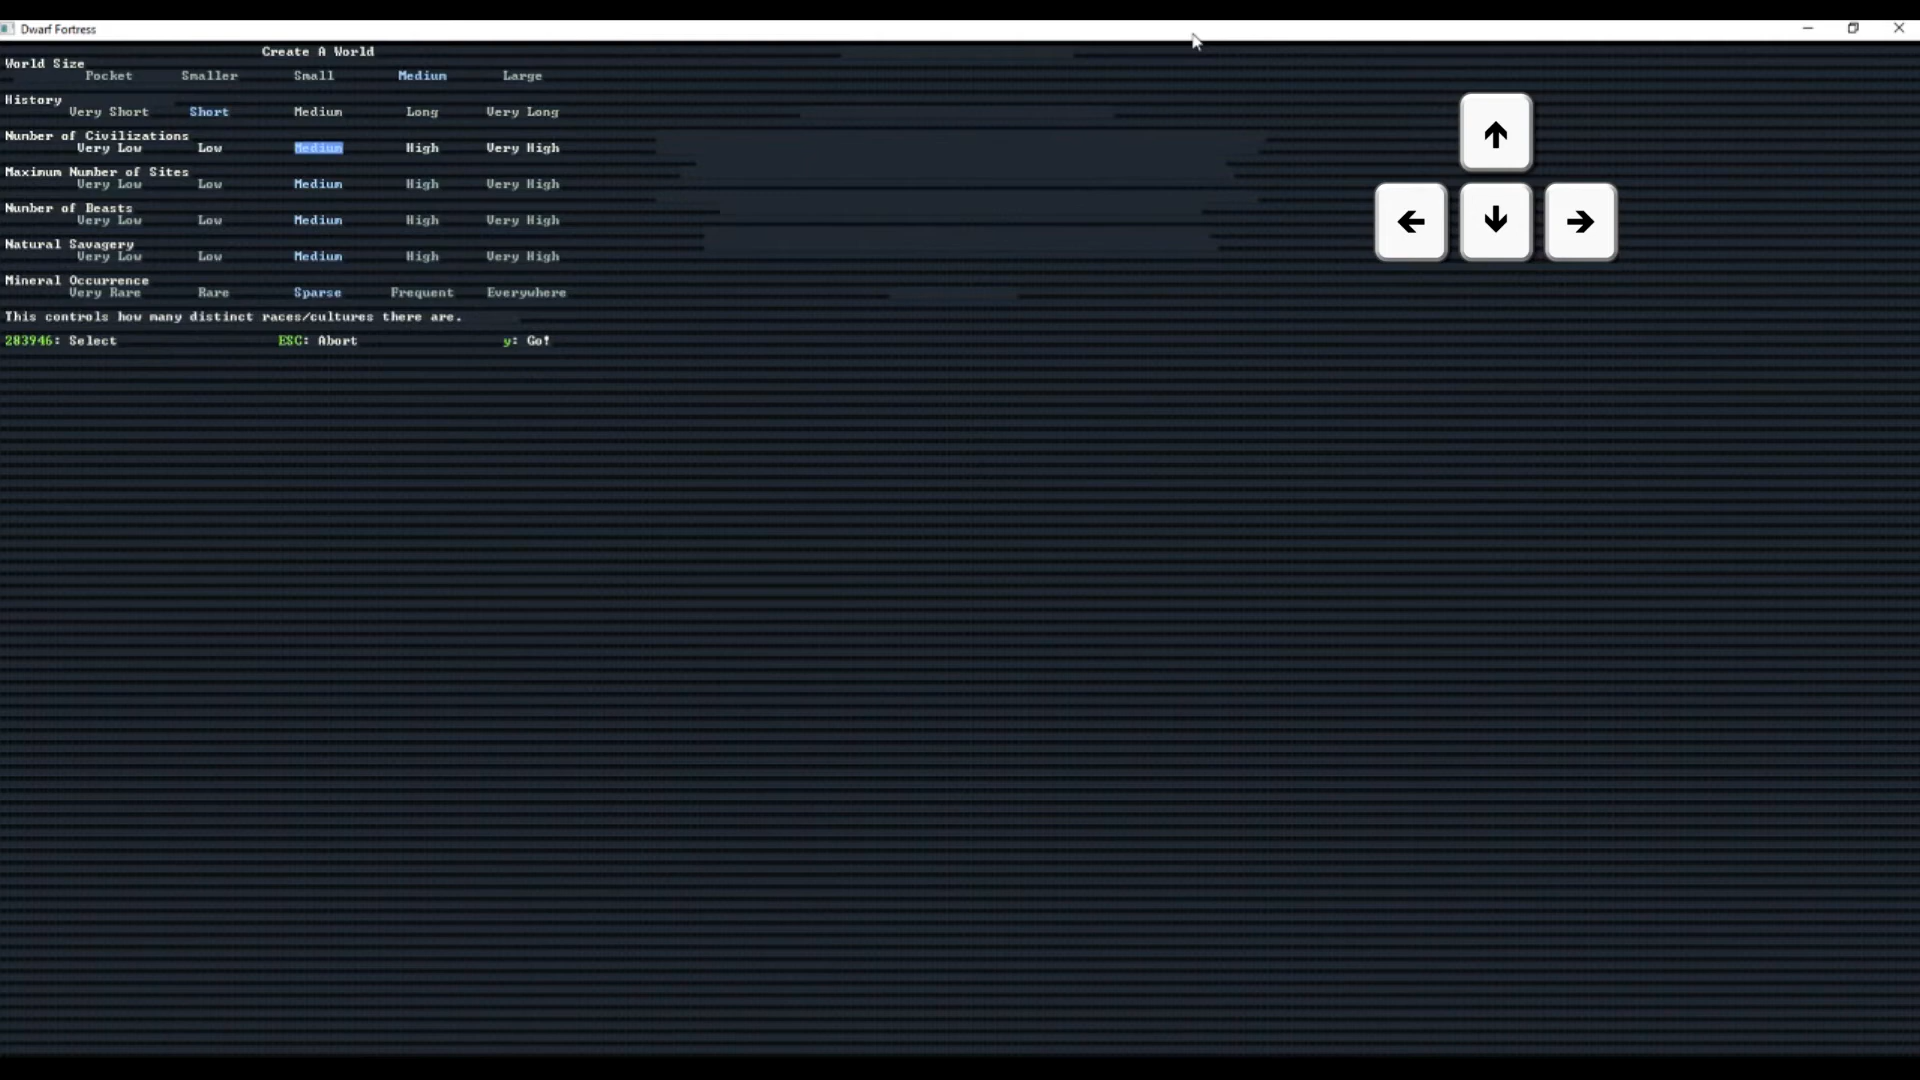 Dwarf Fortress
Create A World
World Size
Pocket Smaller Small Medium Large
History
Very Short Short Medium Long Very Long
Number of Civilizations
Very Low Low Medium High Very High
Maximum Number of Sites
Very Low Low Medium High Very High
Number of Beasts
Very Low Low Medium High Very High
Natural Savagery
Very Low Low Medium High Very High
Mineral Occurrence
Very Rare Rare Sparse Frequent Everywhere
This controls how many distinct races/cultures there are.
283946: Select ESC: Abort y: Go!
↑
← ↓ →